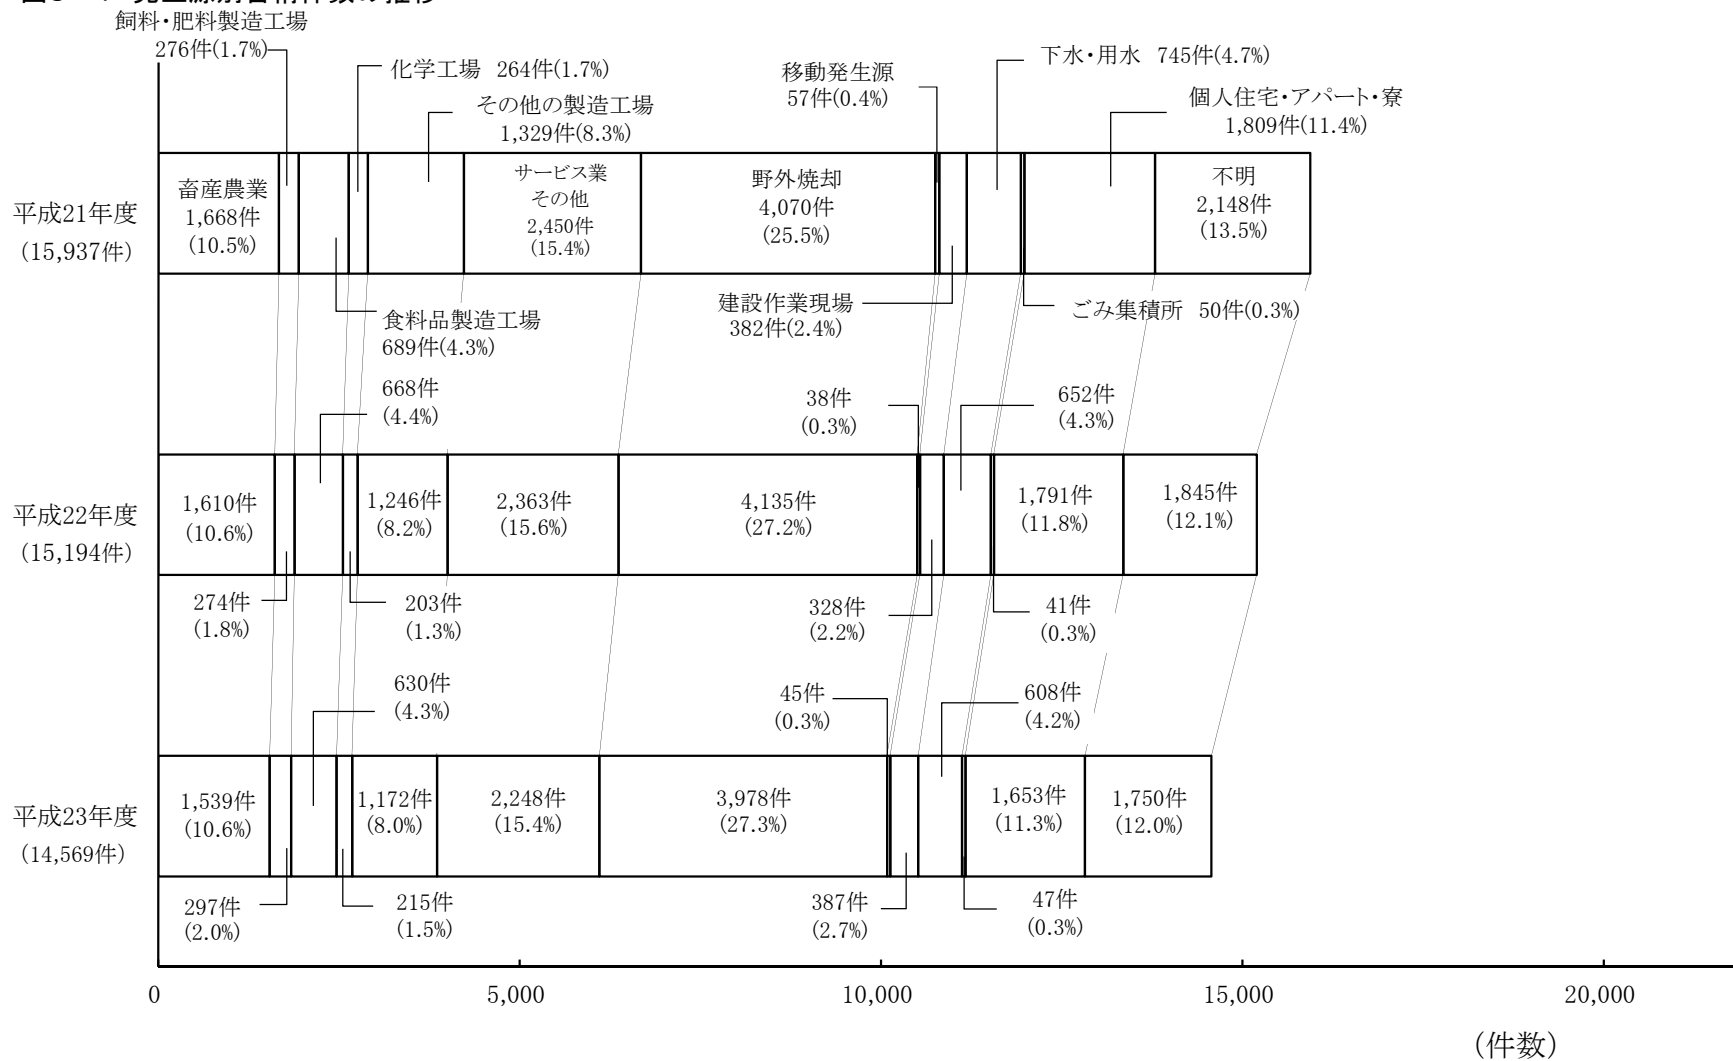 飼料・肥料製造工場
276件(1.7%)
化学工場 264件(1.7%)
その他の製造工場
1,329件(8.3%)
移動発生源
57件(0.4%)
下水・用水 745件(4.7%)
個人住宅・アパート・寮
1,809件(11.4%)
平成21年度
(15,937件)
畜産農業
1,668件
(10.5%)
サービス業
その他
2,450件
(15.4%)
野外焼却
4,070件
(25.5%)
不明
2,148件
(13.5%)
食料品製造工場
689件(4.3%)
建設作業現場
382件(2.4%)
ごみ集積所 50件(0.3%)
668件
(4.4%)
38件
(0.3%)
652件
(4.3%)
平成22年度
(15,194件)
1,610件
(10.6%)
1,246件
(8.2%)
2,363件
(15.6%)
4,135件
(27.2%)
1,791件
(11.8%)
1,845件
(12.1%)
274件
(1.8%)
203件
(1.3%)
328件
(2.2%)
41件
(0.3%)
630件
(4.3%)
45件
(0.3%)
608件
(4.2%)
平成23年度
(14,569件)
1,539件
(10.6%)
1,172件
(8.0%)
2,248件
(15.4%)
3,978件
(27.3%)
1,653件
(11.3%)
1,750件
(12.0%)
297件
(2.0%)
215件
(1.5%)
387件
(2.7%)
47件
(0.3%)
0
5,000
10,000
15,000
20,000
(件数)